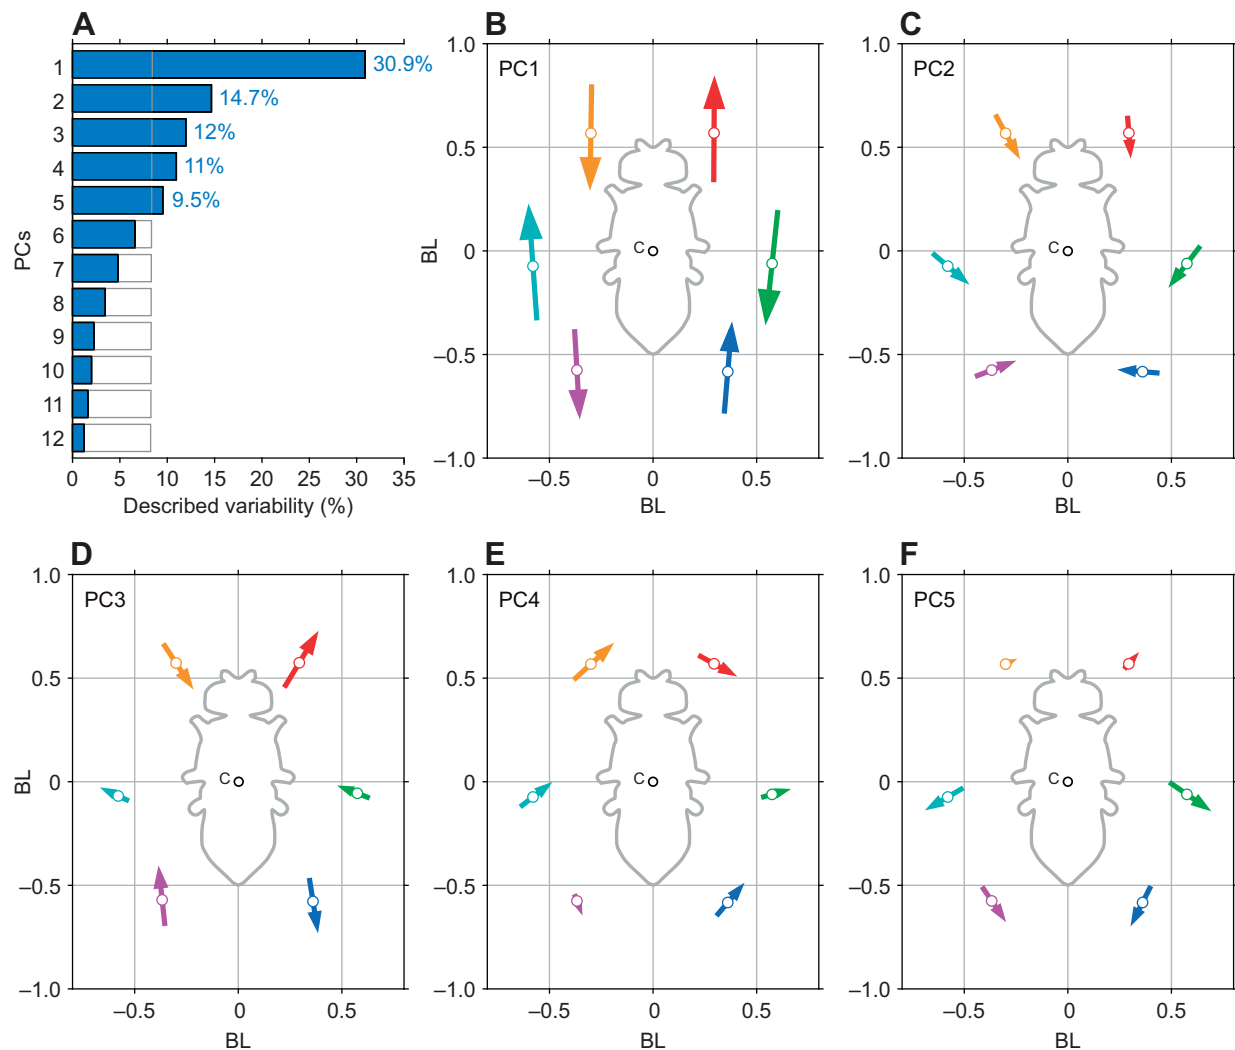 A
PCs
1
30.9%
2
14.7%
3
12%
4
11%
5
9.5%
6
7
8
9
10
11
12
0 5 10 15 20 25 30 35
Described variability (%)
B
PC1
BL
1.0
0.5
0
–0.5
–1.0
C
–0.5 0 0.5
BL
C
PC2
1.0
0.5
0
–0.5
–1.0
C
–0.5 0 0.5
BL
D
PC3
BL
1.0
0.5
0
–0.5
–1.0
C
–0.5 0 0.5
BL
E
PC4
1.0
0.5
0
–0.5
–1.0
C
–0.5 0 0.5
BL
F
PC5
1.0
0.5
0
–0.5
–1.0
C
–0.5 0 0.5
BL